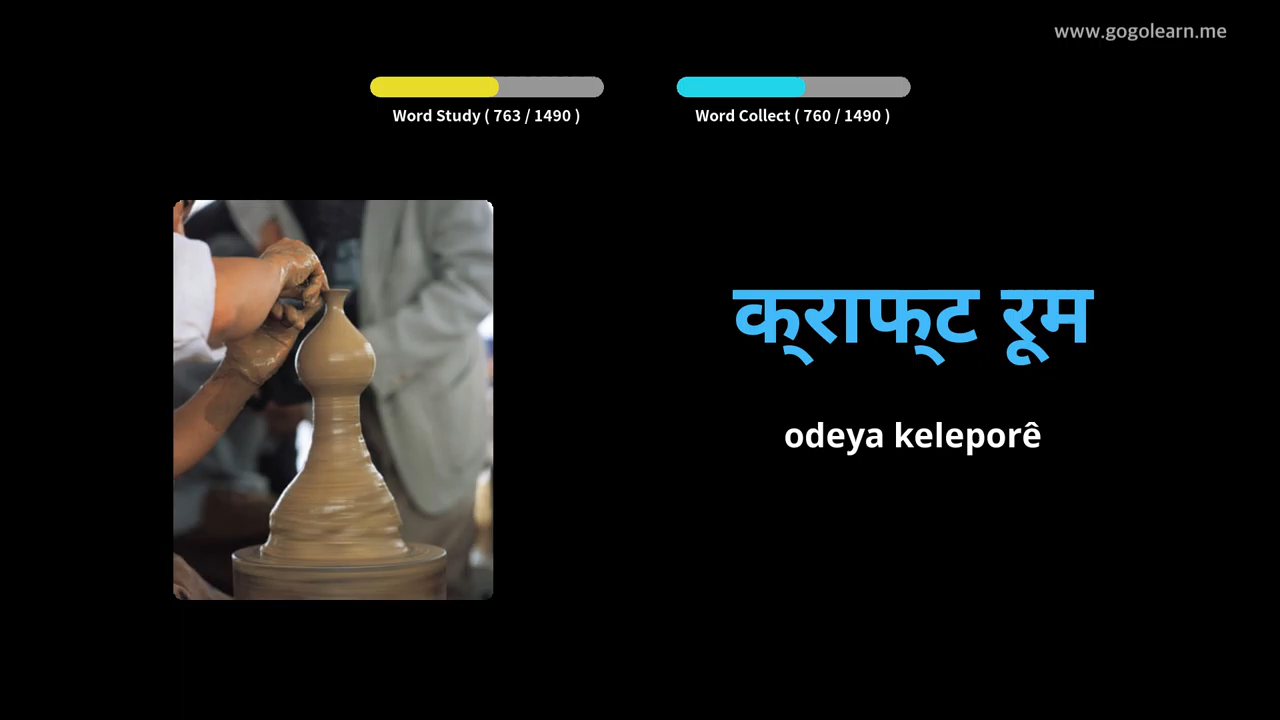 www.gogolearn.me
Word Study ( 763 / 1490 )
Word Collect ( 760 / 1490 )
क्राफ्ट रूम
odeya keleporê